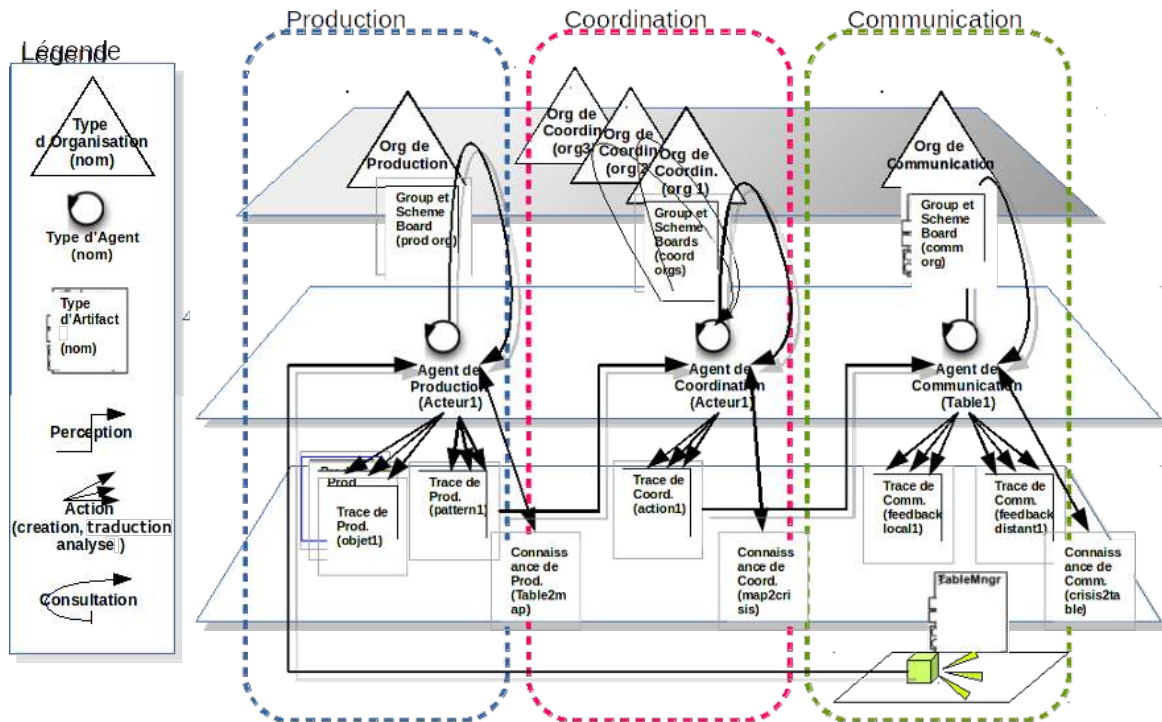 Production
Coordination
Communication
Légende
Type
d'Organisation
(nom)
Type d'Agent
(nom)
Type
d'Artifact
(nom)
Perception
Action
(creation, traduction
analyse )
Consultation
Org de
Production
Group et
Scheme
Board
(prod org)
Org de
Coordin.
(org3)
Org de
Coordin
(org 2
Org de
Coordin.
(org 1)
Group et
Scheme
Boards
(coord
orgs)
Org de
Communication
Group et
Scheme
Board
(comm
org)
Agent de
Production
(Acteur1)
Agent de
Coordination
(Acteur1)
Agent de
Communication
(Table1)
Prod
Trace de
Prod.
(objet1)
Trace de
Prod.
(pattern1)
Connaiss
ance de
Prod.
(Table2m
ap)
Trace de
Coord.
(action1)
Connaiss
ance de
Coord.
(map2cri
sis)
Trace de
Comm.
(feedback
local1)
Trace de
Comm.
(feedback
distant1)
Connaiss
ance de
Comm.
(crisis2ta
ble)
TableMngr